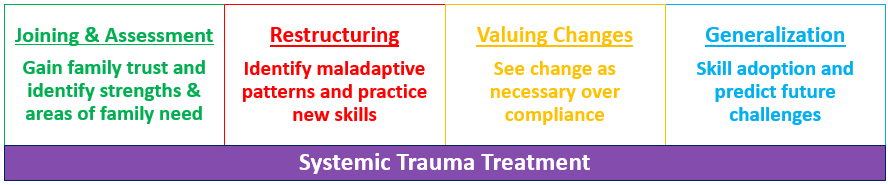 Joining & Assessment
Gain family trust and
identify strengths &
areas of family need
Restructuring
Identify maladaptive
patterns and practice
new skills
Valuing Changes
See change as
necessary over
compliance
Generalization
Skill adoption and
predict future
challenges
Systemic Trauma Treatment